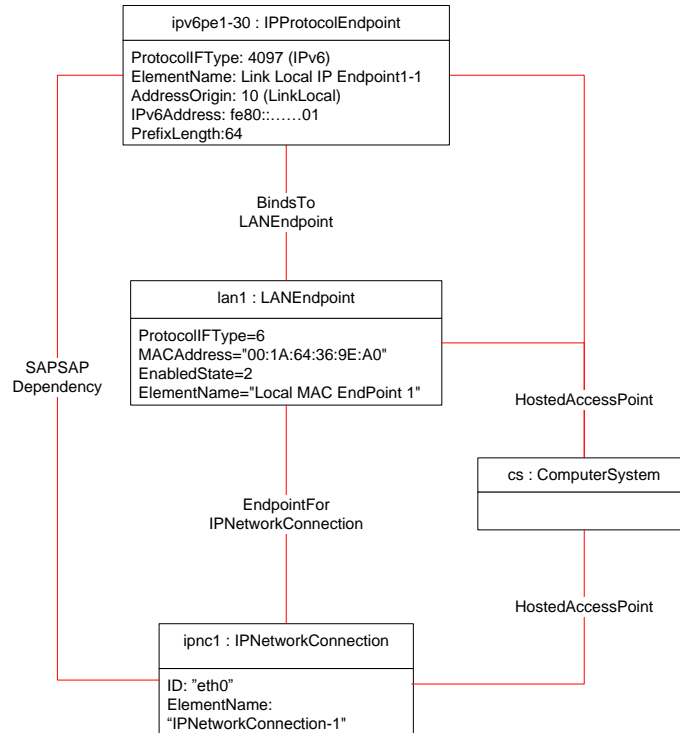 ipv6pe1-30 : IPProtocolEndpoint
ProtocolIFType: 4097 (IPv6)
ElementName: Link Local IP Endpoint1-1
AddressOrigin: 10 (LinkLocal)
IPv6Address: fe80::……01
PrefixLength:64
BindsTo
LANEndpoint
lan1 : LANEndpoint
ProtocolIFType=6
MACAddress="00:1A:64:36:9E:A0"
EnabledState=2
ElementName="Local MAC EndPoint 1"
SAPSAP
Dependency
HostedAccessPoint
cs : ComputerSystem
EndpointFor
IPNetworkConnection
HostedAccessPoint
ipnc1 : IPNetworkConnection
ID: ”eth0”
ElementName:
“IPNetworkConnection-1"